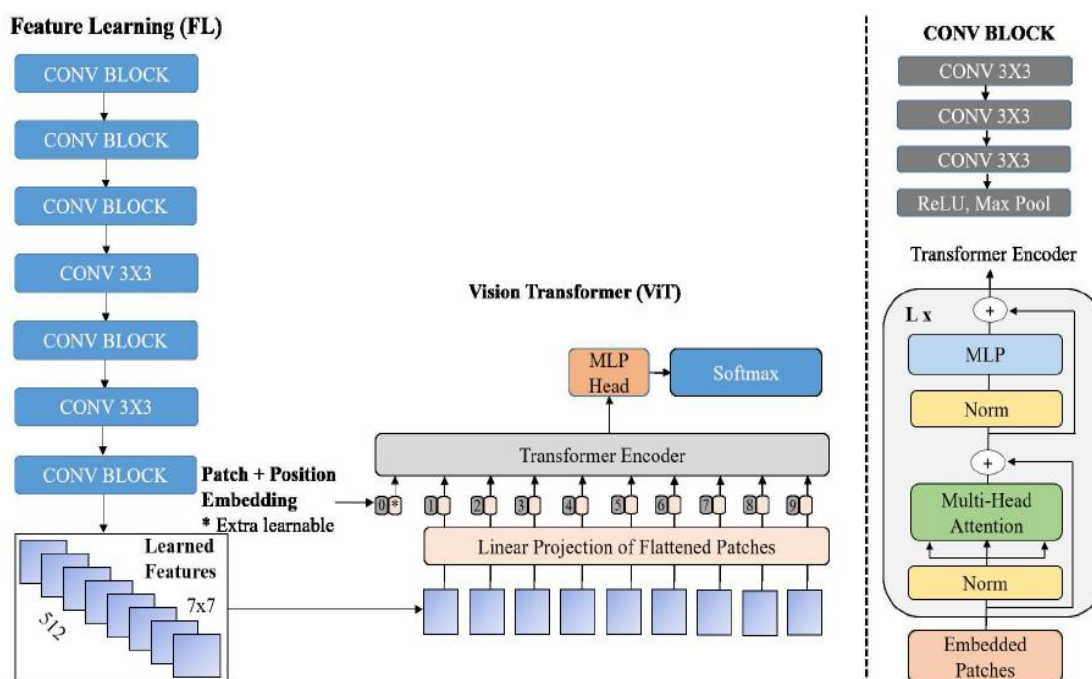 Feature Learning (FL)
CONV BLOCK
CONV BLOCK
CONV BLOCK
CONV 3X3
CONV BLOCK
CONV 3X3
CONV BLOCK
Learned
Features
7x7
512
Patch + Position
Embedding
* Extra learnable
Vision Transformer (ViT)
MLP
Head
Softmax
Transformer Encoder
0 * 1 2 3 4 5 6 7 8 9
Linear Projection of Flattened Patches
CONV BLOCK
CONV 3X3
CONV 3X3
CONV 3X3
ReLU, Max Pool
Transformer Encoder
L x
+
MLP
Norm
+
Multi-Head
Attention
Norm
Embedded
Patches